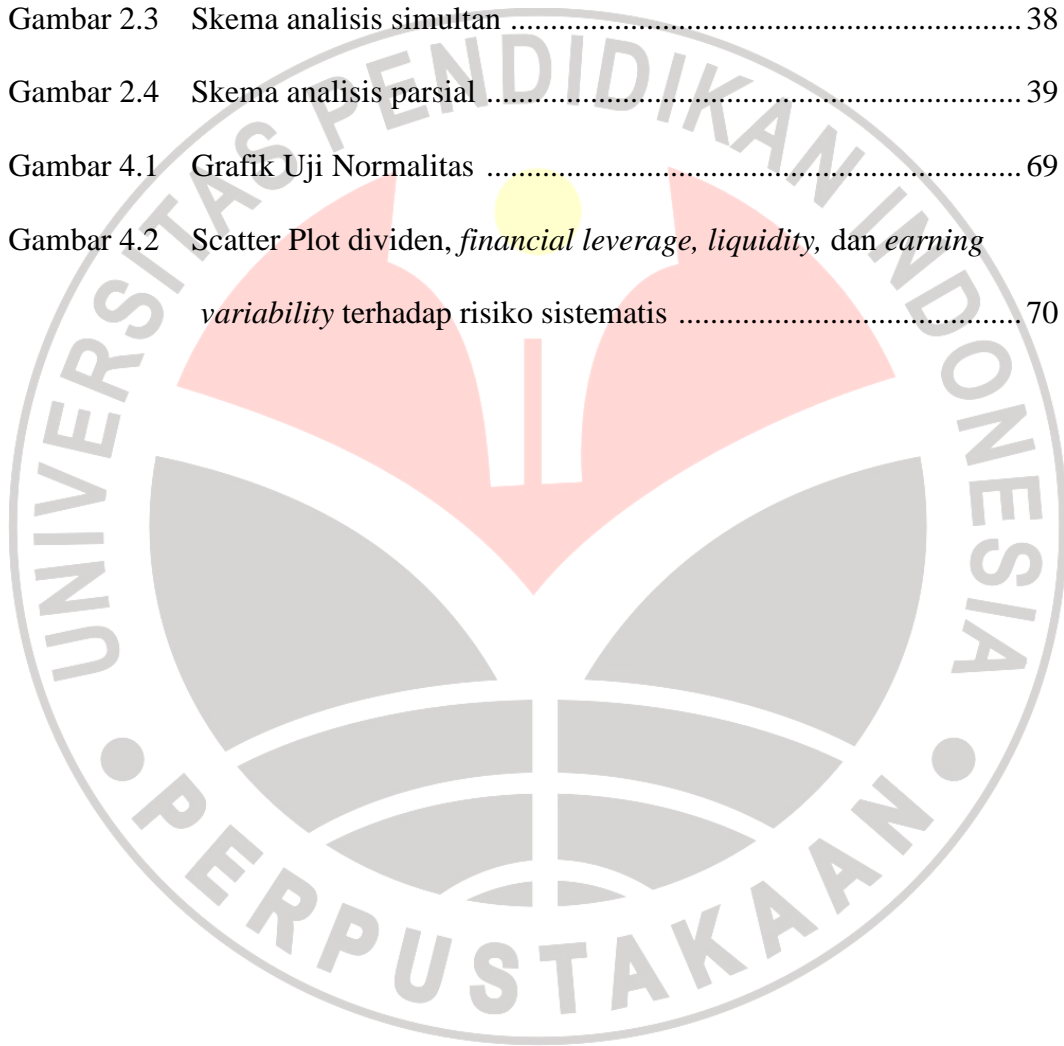 Gambar 2.3 Skema analisis simultan ........................................................................ 38
Gambar 2.4 Skema analisis parsial ........................................................................... 39
Gambar 4.1 Grafik Uji Normalitas ........................................................................... 69
Gambar 4.2 Scatter Plot dividen, financial leverage, liquidity, dan earning
variability terhadap risiko sistematis ................................................ 70
UNIVERSITAS PENDIDIKAN INDONESIA
PERPUSTAKAAN